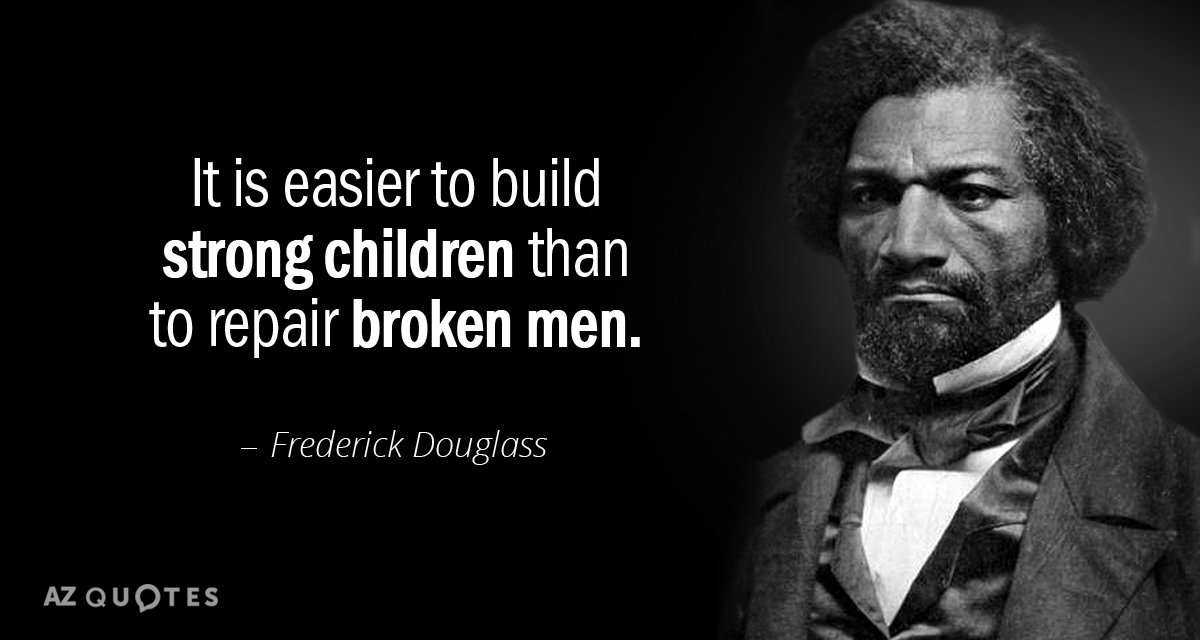 It is easier to build
strong children than
to repair broken men.
– Frederick Douglass
AZ QUOTES